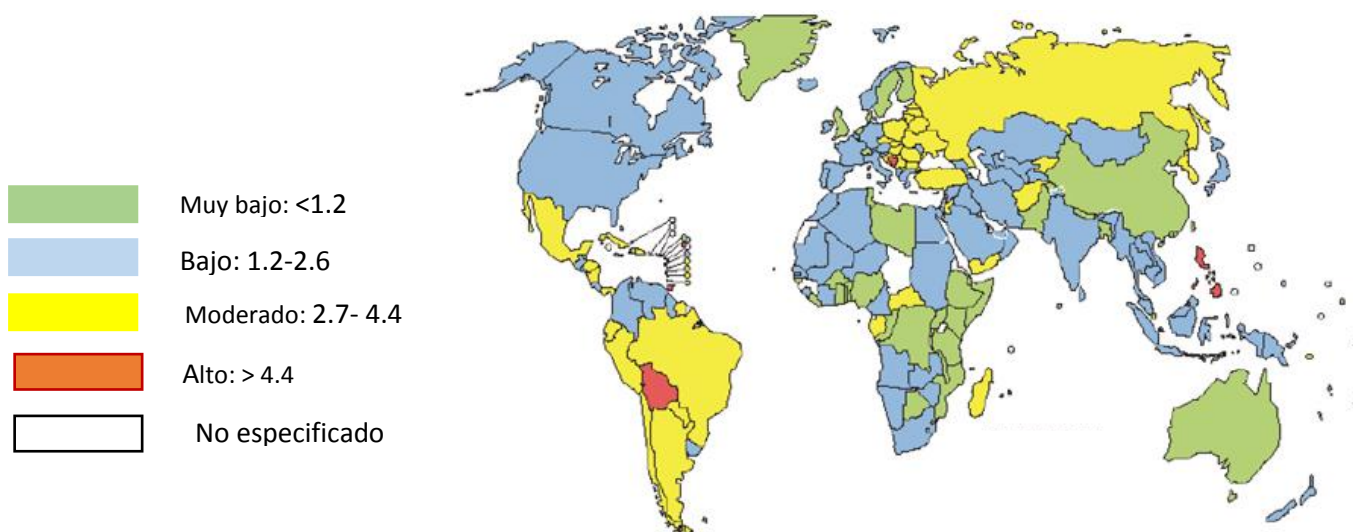 Muy bajo: <1.2
Bajo: 1.2-2.6
Moderado: 2.7- 4.4
Alto: > 4.4
No especificado